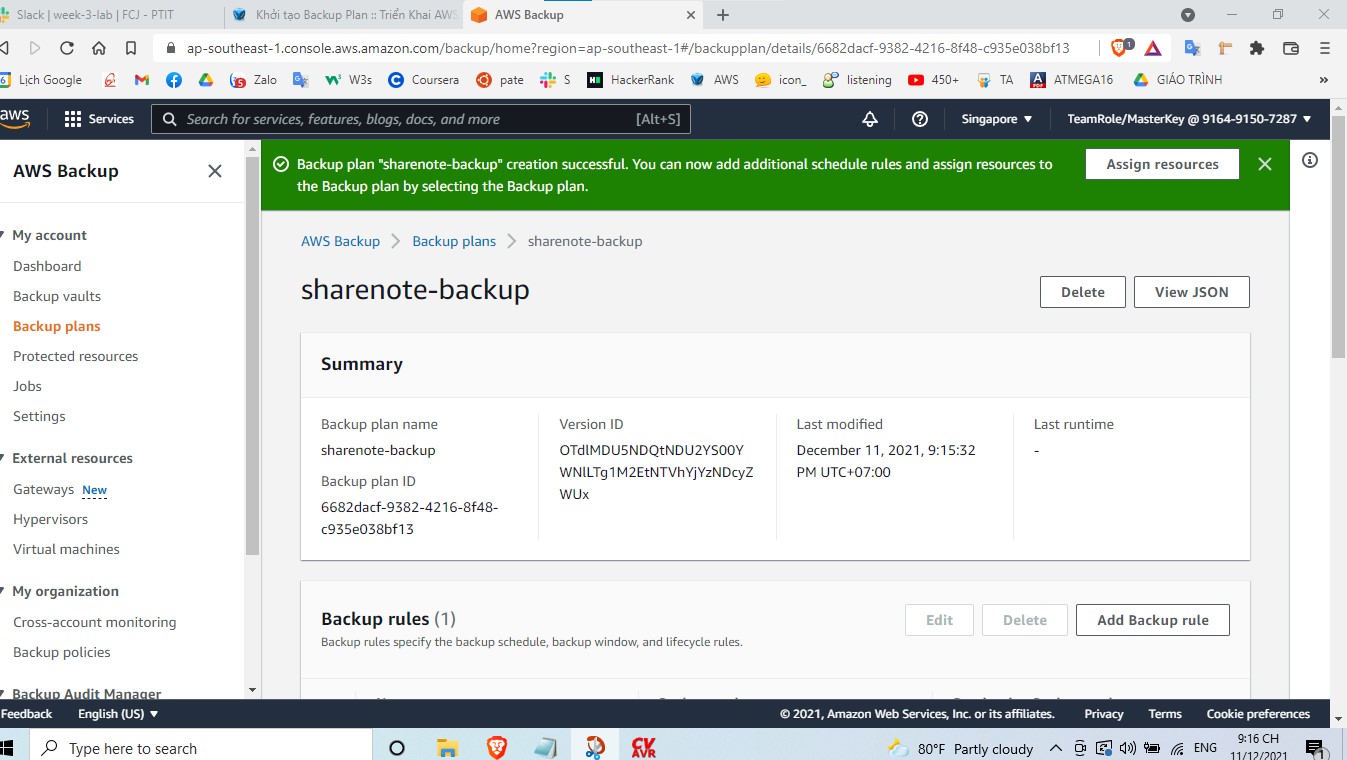 Slack | week-3-lab | FCJ - PTIT
Khởi tạo Backup Plan :: Triển Khai AWS
AWS Backup
ap-southeast-1.console.aws.amazon.com/backup/home?region=ap-southeast-1#/backupplan/details/6682dacf-9382-4216-8f48-c935e038bf13
1
Lịch Google
Zalo
W3s
Coursera
pate
S
HackerRank
AWS
icon_
listening
450+
TA
ATMEGA16
GIÁO TRÌNH
»
aws
Services
Search for services, features, blogs, docs, and more
[Alt+S]
Singapore
TeamRole/MasterKey @ 9164-9150-7287
AWS Backup
My account
Dashboard
Backup vaults
Backup plans
Protected resources
Jobs
Settings
External resources
Gateways New
Hypervisors
Virtual machines
My organization
Cross-account monitoring
Backup policies
Backup Audit Manager
Backup plan "sharenote-backup" creation successful. You can now add additional schedule rules and assign resources to
the Backup plan by selecting the Backup plan.
Assign resources
AWS Backup
Backup plans
sharenote-backup
sharenote-backup
Delete
View JSON
Summary
Backup plan name
sharenote-backup
Backup plan ID
6682dacf-9382-4216-8f48-
c935e038bf13
Version ID
OTdlMDU5NDQtNDU2YS00Y
WNlLTg1M2EtNTVhYjYzNDcyZ
WUx
Last modified
December 11, 2021, 9:15:32
PM UTC+07:00
Last runtime
-
Backup rules (1)
Backup rules specify the backup schedule, backup window, and lifecycle rules.
Edit
Delete
Add Backup rule
Feedback
English (US)
© 2021, Amazon Web Services, Inc. or its affiliates.
Privacy
Terms
Cookie preferences
Type here to search
CV
AVR
80°F Partly cloudy
ENG
9:16 CH
11/12/2021
1